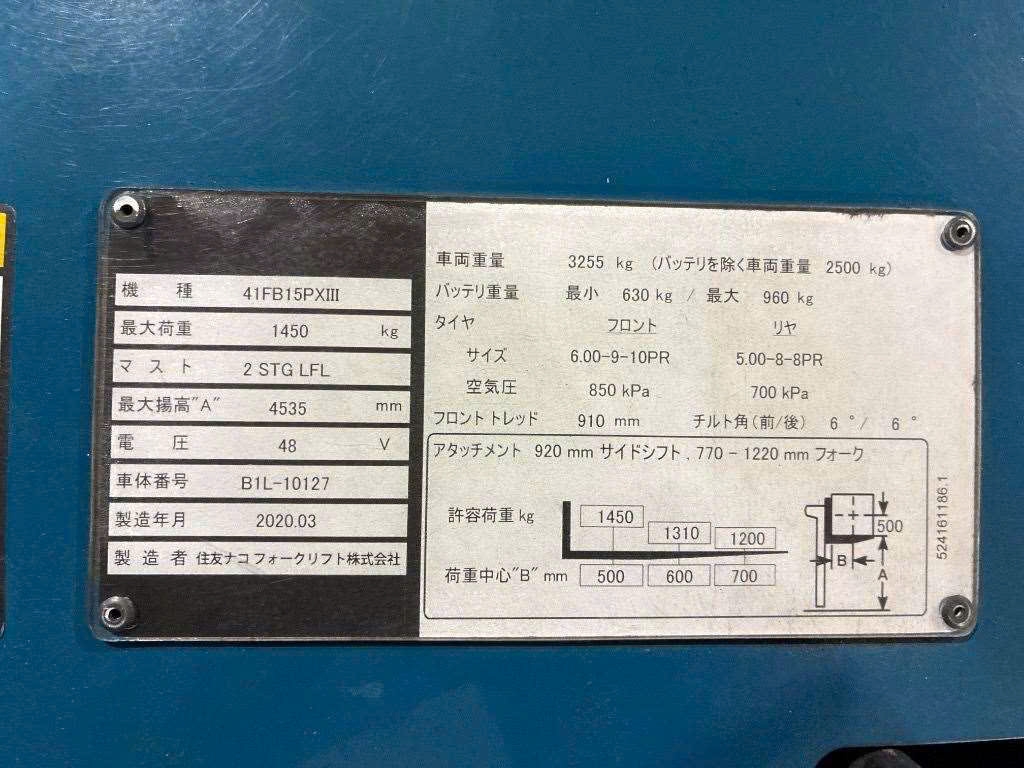 機 種 41FB15PXIII
最大荷重 1450 kg
マスト 2 STG LFL
最大揚高"A" 4535 mm
電 圧 48 V
車体番号 B1L-10127
製造年月 2020.03
製造者 住友ナコ フォークリフト株式会社
車両重量 3255 kg (バッテリを除く車両重量 2500 kg)
バッテリ重量 最小 630 kg / 最大 960 kg
タイヤ フロント リヤ
サイズ 6.00-9-10PR 5.00-8-8PR
空気圧 850 kPa 700 kPa
フロント トレッド 910 mm チルト角(前/後) 6 °/ 6 °
アタッチメント 920 mm サイドシフト , 770 - 1220 mm フォーク
許容荷重 kg 1450 1310 1200
荷重中心"B" mm 500 600 700
500
B
A
524161186.1